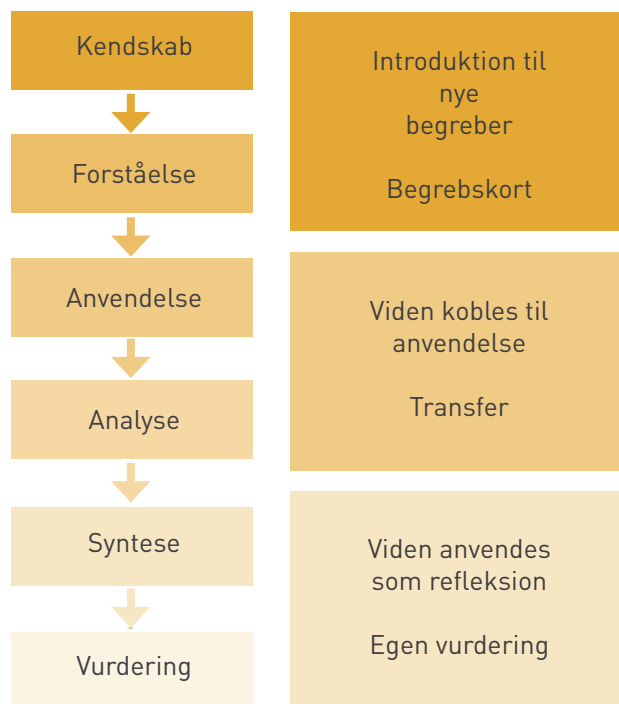 Kendskab
Forståelse
Anvendelse
Analyse
Syntese
Vurdering
Introduktion til
nye
begreber
Begrebskort
Viden kobles til
anvendelse
Transfer
Viden anvendes
som refleksion
Egen vurdering